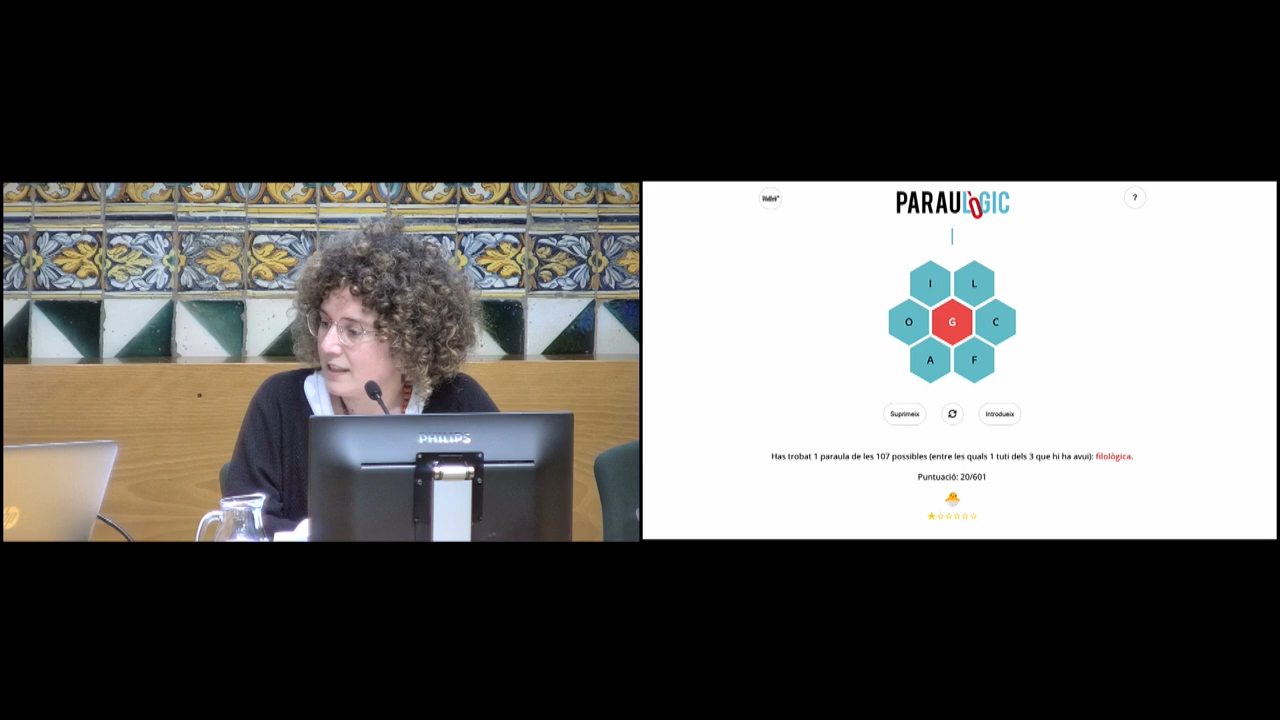 PHILIPS
hp
PARAULÒGIC
?
I
L
O
G
C
A
F
Suprimeix
Introdueix
Has trobat 1 paraula de les 107 possibles (entre les quals 1 tuti dels 3 que hi ha avui): filològica.
Puntuació: 20/601